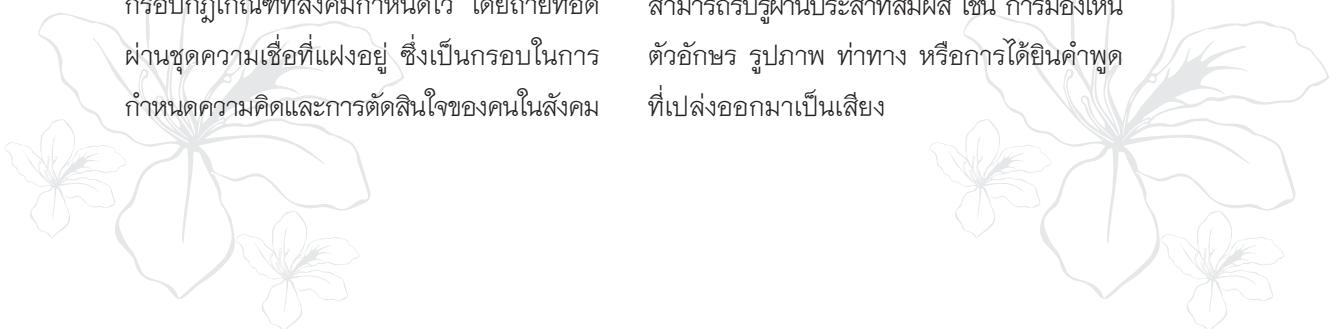 กรอบกฎเกณฑ์ที่สังคมกำหนดไว้ โดยถ่ายทอด
ผ่านชุดความเชื่อที่แฝงอยู่ ซึ่งเป็นกรอบในการ
กำหนดความคิดและการตัดสินใจของคนในสังคม
สามารถรับรู้ผ่านประสาทสัมผัส เช่น การมองเห็น
ตัวอักษร รูปภาพ ท่าทาง หรือการได้ยินคำพูด
ที่เปล่งออกมาเป็นเสียง